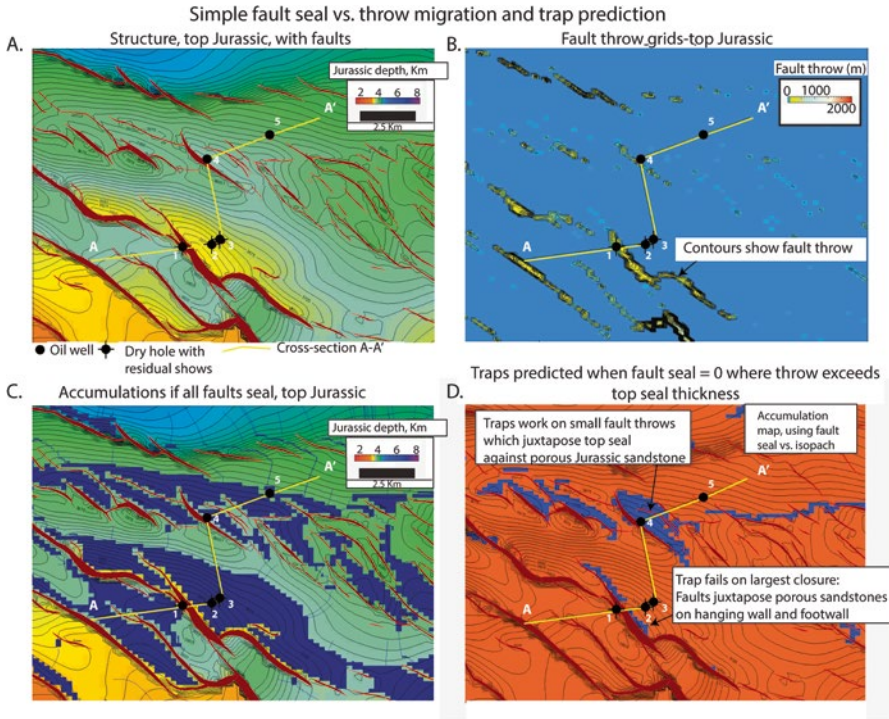 Simple fault seal vs. throw migration and trap prediction
A. Structure, top Jurassic, with faults
Jurassic depth, Km
2 4 6 8
2.5 Km
A'
5
4
A
1
2
3
Oil well
Dry hole with
residual shows
Cross-section A-A'
B. Fault throw grids-top Jurassic
Fault throw (m)
0 1000
2000
A'
5
4
A
1
2
3
Contours show fault throw
C. Accumulations if all faults seal, top Jurassic
Jurassic depth, Km
2 4 6 8
2.5 Km
A'
5
4
A
1
2
3
Traps predicted when fault seal = 0 where throw exceeds
D. top seal thickness
Traps work on small fault throws
which juxtapose top seal
against porous Jurassic sandstone
Accumulation
map, using fault
seal vs. isopach
A'
5
4
A
1
2
3
Trap fails on largest closure:
Faults juxtapose porous sandstones
on hanging wall and footwall